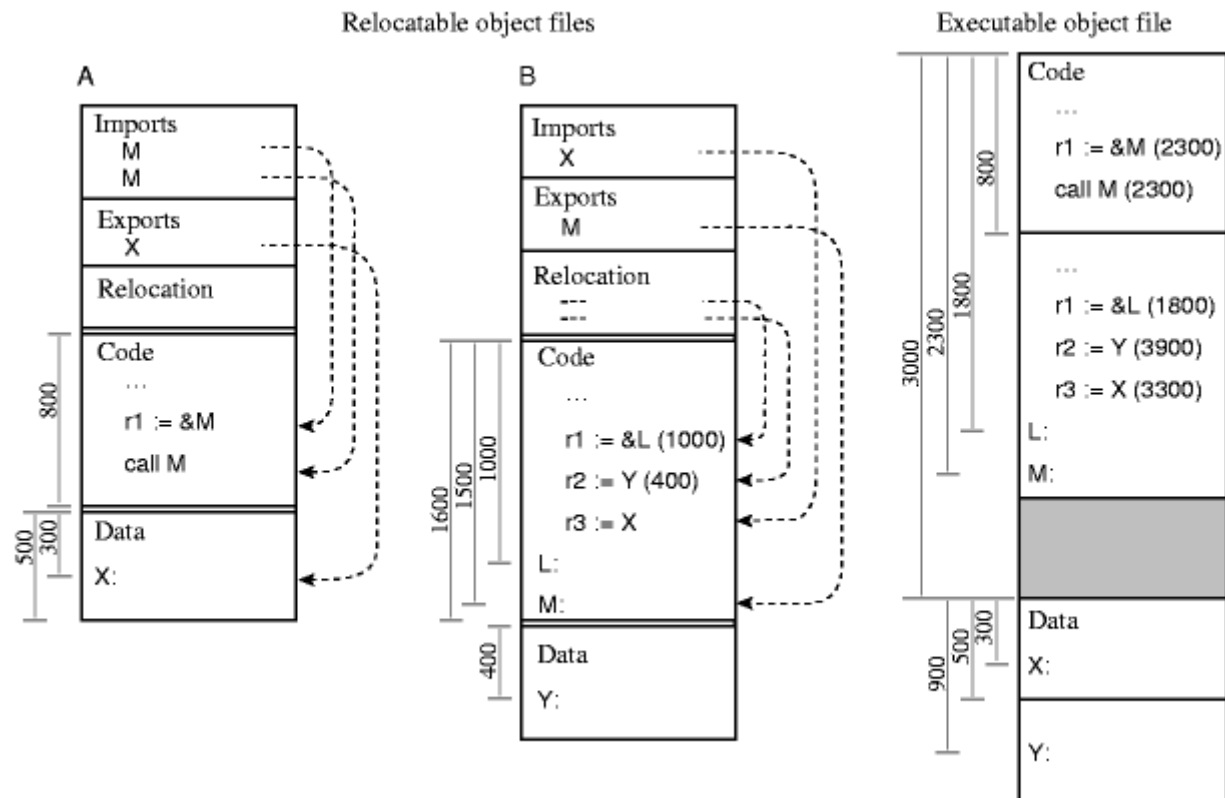 Relocatable object files
Executable object file
A
Imports
M
M
Exports
X
Relocation
Code
...
r1 := &M
call M
Data
X:
800
500
300
B
Imports
X
Exports
M
Relocation
Code
...
r1 := &L (1000)
r2 := Y (400)
r3 := X
L:
M:
Data
Y:
1600
1500
1000
400
Code
...
r1 := &M (2300)
call M (2300)
...
r1 := &L (1800)
r2 := Y (3900)
r3 := X (3300)
L:
M:
Data
X:
Y:
3000
2300
1800
800
900
500
300